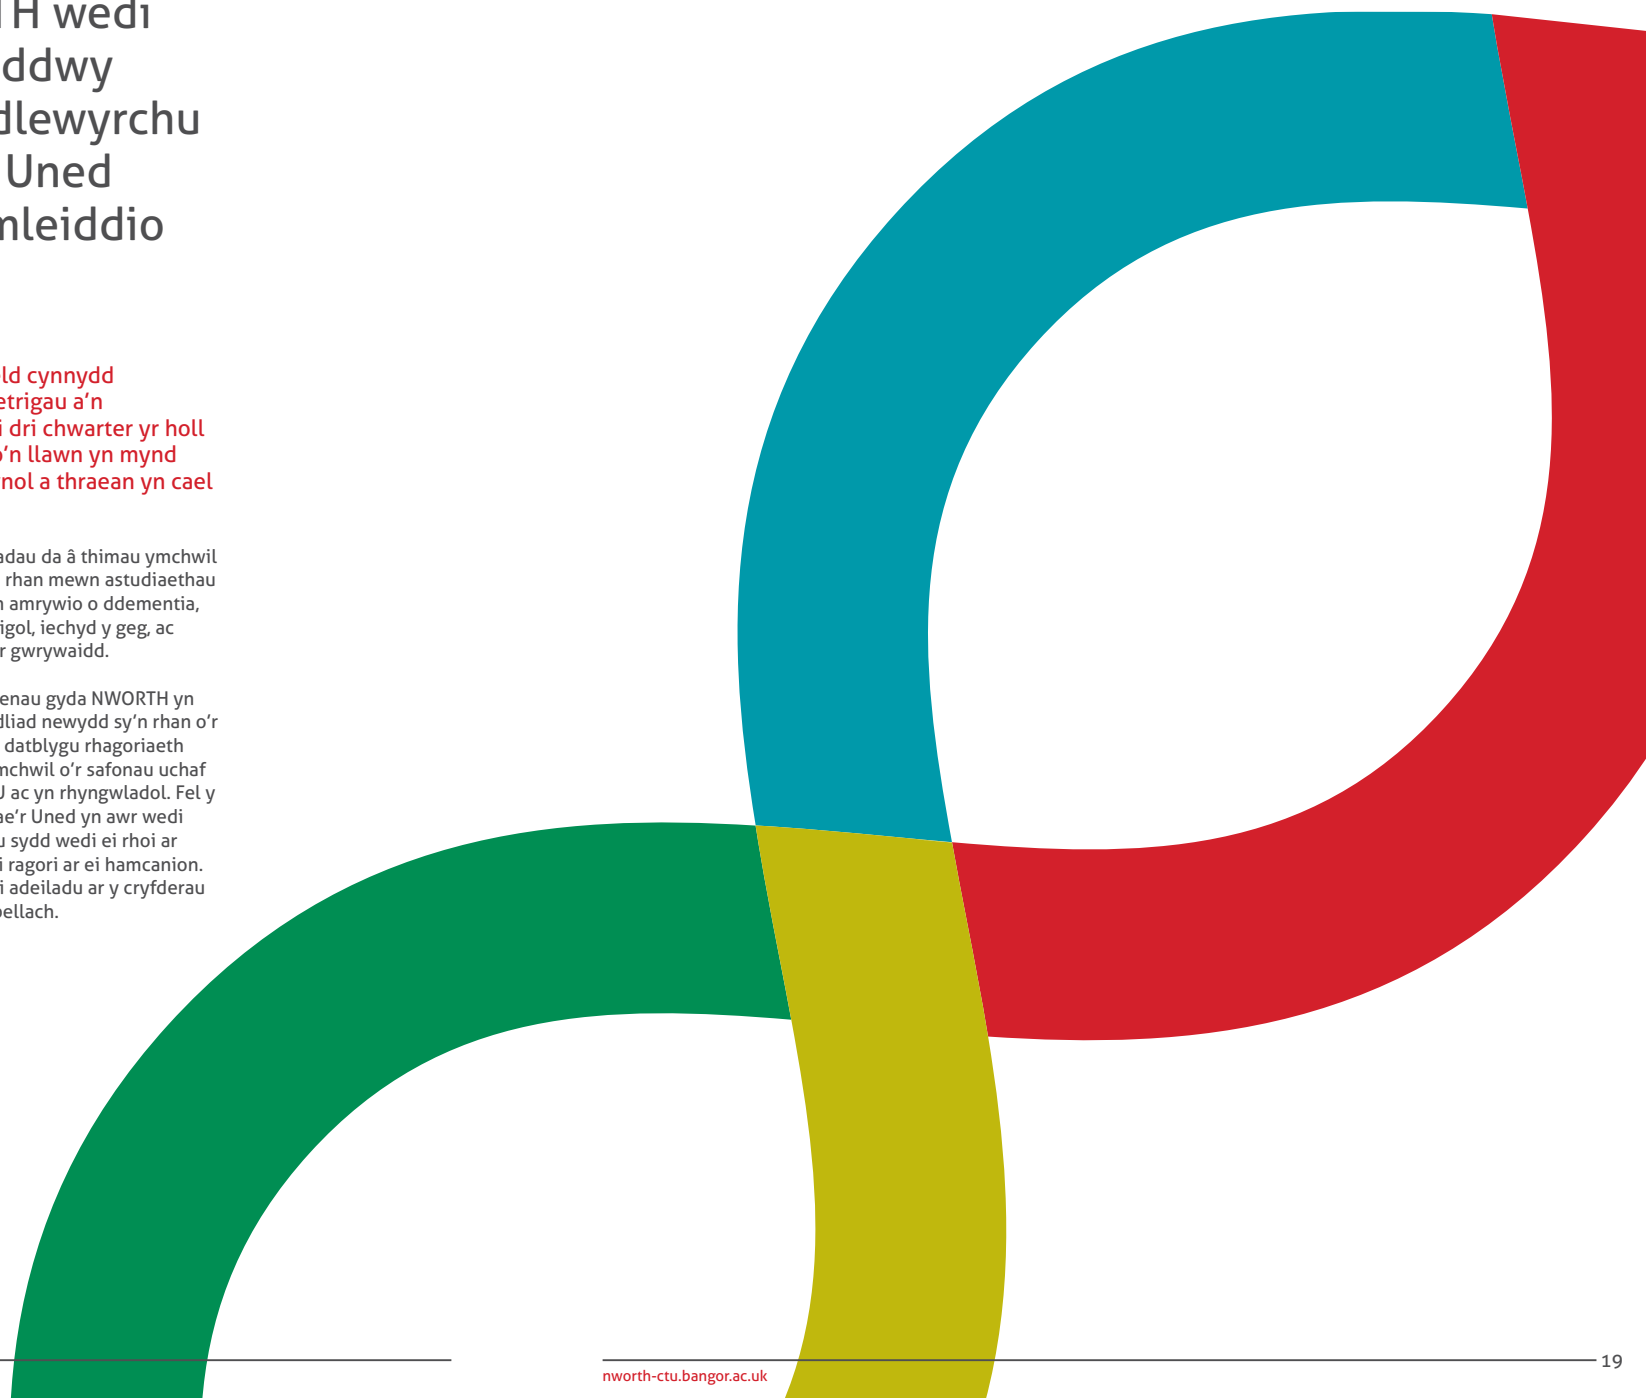 TH wedi
ddwy
dlewyrchu
Uned
mleiddio
ld cynnydd
etrigau a'n
i dri chwarter yr holl
o'n llawn yn mynd
nol a thraean yn cael
adau da â thimau ymchwil
rhan mewn astudiaethau
n amrywio o ddementia,
igol, iechyd y geg, ac
r gwrywaidd.
enau gyda NWORTH yn
dliad newydd sy'n rhan o'r
datblygu rhagoriaeth
mchwil o'r safonau uchaf
U ac yn rhyngwladol. Fel y
ae'r Uned yn awr wedi
u sydd wedi ei rhoi ar
i ragori ar ei hamcanion.
i adeiladu ar y cryfderau
pellach.
nworth-ctu.bangor.ac.uk
19